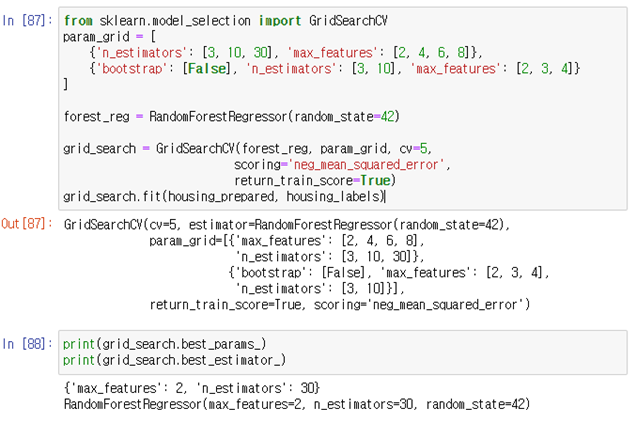 In [87]: from sklearn.model_selection import GridSearchCV
param_grid = [
    {'n_estimators': [3, 10, 30], 'max_features': [2, 4, 6, 8]},
    {'bootstrap': [False], 'n_estimators': [3, 10], 'max_features': [2, 3, 4]}
]
forest_reg = RandomForestRegressor(random_state=42)
grid_search = GridSearchCV(forest_reg, param_grid, cv=5,
                           scoring='neg_mean_squared_error',
                           return_train_score=True)
grid_search.fit(housing_prepared, housing_labels)
Out[87]: GridSearchCV(cv=5, estimator=RandomForestRegressor(random_state=42),
             param_grid=[{'max_features': [2, 4, 6, 8],
                          'n_estimators': [3, 10, 30]},
                         {'bootstrap': [False], 'max_features': [2, 3, 4],
                          'n_estimators': [3, 10]}],
             return_train_score=True, scoring='neg_mean_squared_error')
In [88]: print(grid_search.best_params_)
print(grid_search.best_estimator_)
{'max_features': 2, 'n_estimators': 30}
RandomForestRegressor(max_features=2, n_estimators=30, random_state=42)